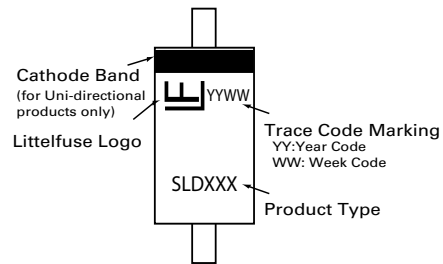 Cathode Band
(for Uni-directional
products only)
Littelfuse Logo
YYWW
Trace Code Marking
YY:Year Code
WW: Week Code
SLDXXX
Product Type